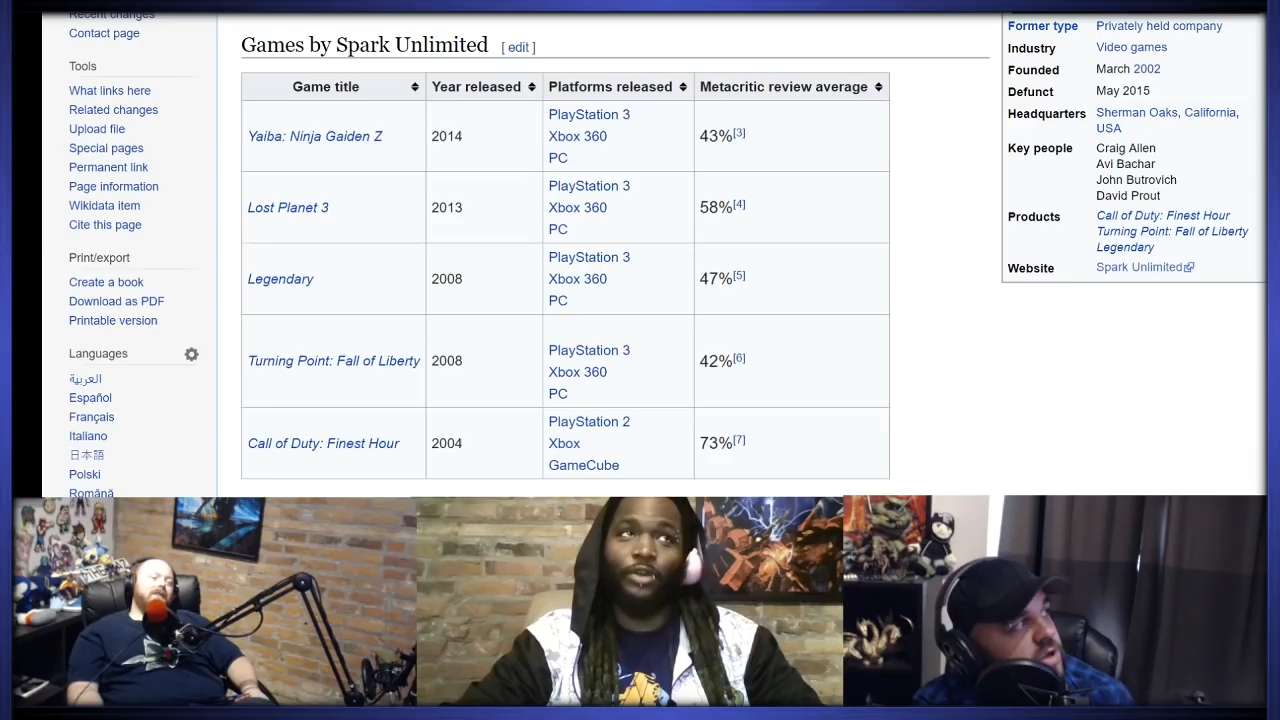 Recent changes
Contact page
Tools
What links here
Related changes
Upload file
Special pages
Permanent link
Page information
Wikidata item
Cite this page
Print/export
Create a book
Download as PDF
Printable version
Languages
العربية
Español
Français
Italiano
日本語
Polski
Română
Games by Spark Unlimited [ edit ]
Game title Year released Platforms released Metacritic review average
Yaiba: Ninja Gaiden Z 2014 PlayStation 3 43%[3]
Xbox 360
PC
Lost Planet 3 2013 PlayStation 3 58%[4]
Xbox 360
PC
Legendary 2008 PlayStation 3 47%[5]
Xbox 360
PC
Turning Point: Fall of Liberty 2008 PlayStation 3 42%[6]
Xbox 360
PC
Call of Duty: Finest Hour 2004 PlayStation 2 73%[7]
Xbox
GameCube
Former type Privately held company
Industry Video games
Founded March 2002
Defunct May 2015
Headquarters Sherman Oaks, California,
USA
Key people Craig Allen
Avi Bachar
John Butrovich
David Prout
Products Call of Duty: Finest Hour
Turning Point: Fall of Liberty
Legendary
Website Spark Unlimited